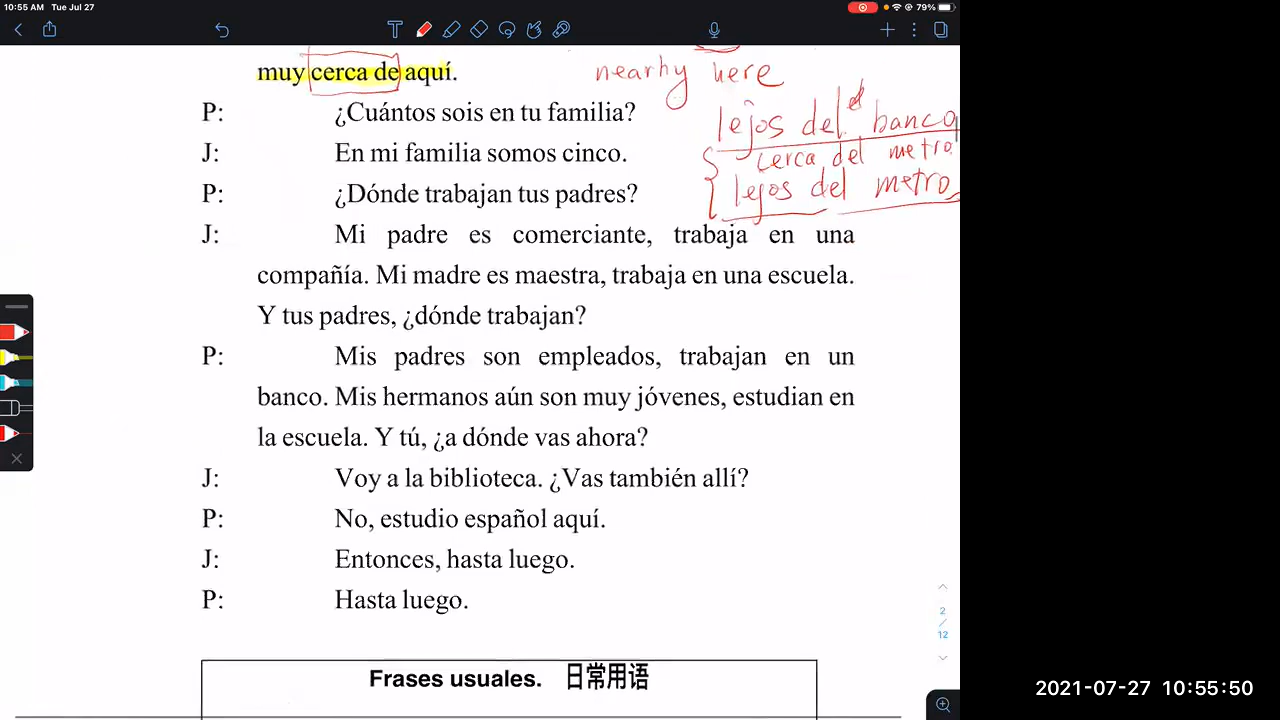 10:55 AM Tue Jul 27
79%
muy cerca de aquí.
nearby here
P: ¿Cuántos sois en tu familia?
lejos del el banco
J: En mi familia somos cinco.
cerca del metro
P: ¿Dónde trabajan tus padres?
lejos del metro
J: Mi padre es comerciante, trabaja en una
compañía. Mi madre es maestra, trabaja en una escuela.
Y tus padres, ¿dónde trabajan?
P: Mis padres son empleados, trabajan en un
banco. Mis hermanos aún son muy jóvenes, estudian en
la escuela. Y tú, ¿a dónde vas ahora?
J: Voy a la biblioteca. ¿Vas también allí?
P: No, estudio español aquí.
J: Entonces, hasta luego.
P: Hasta luego.
2
/
12
Frases usuales. 日常用语
2021-07-27 10:55:50